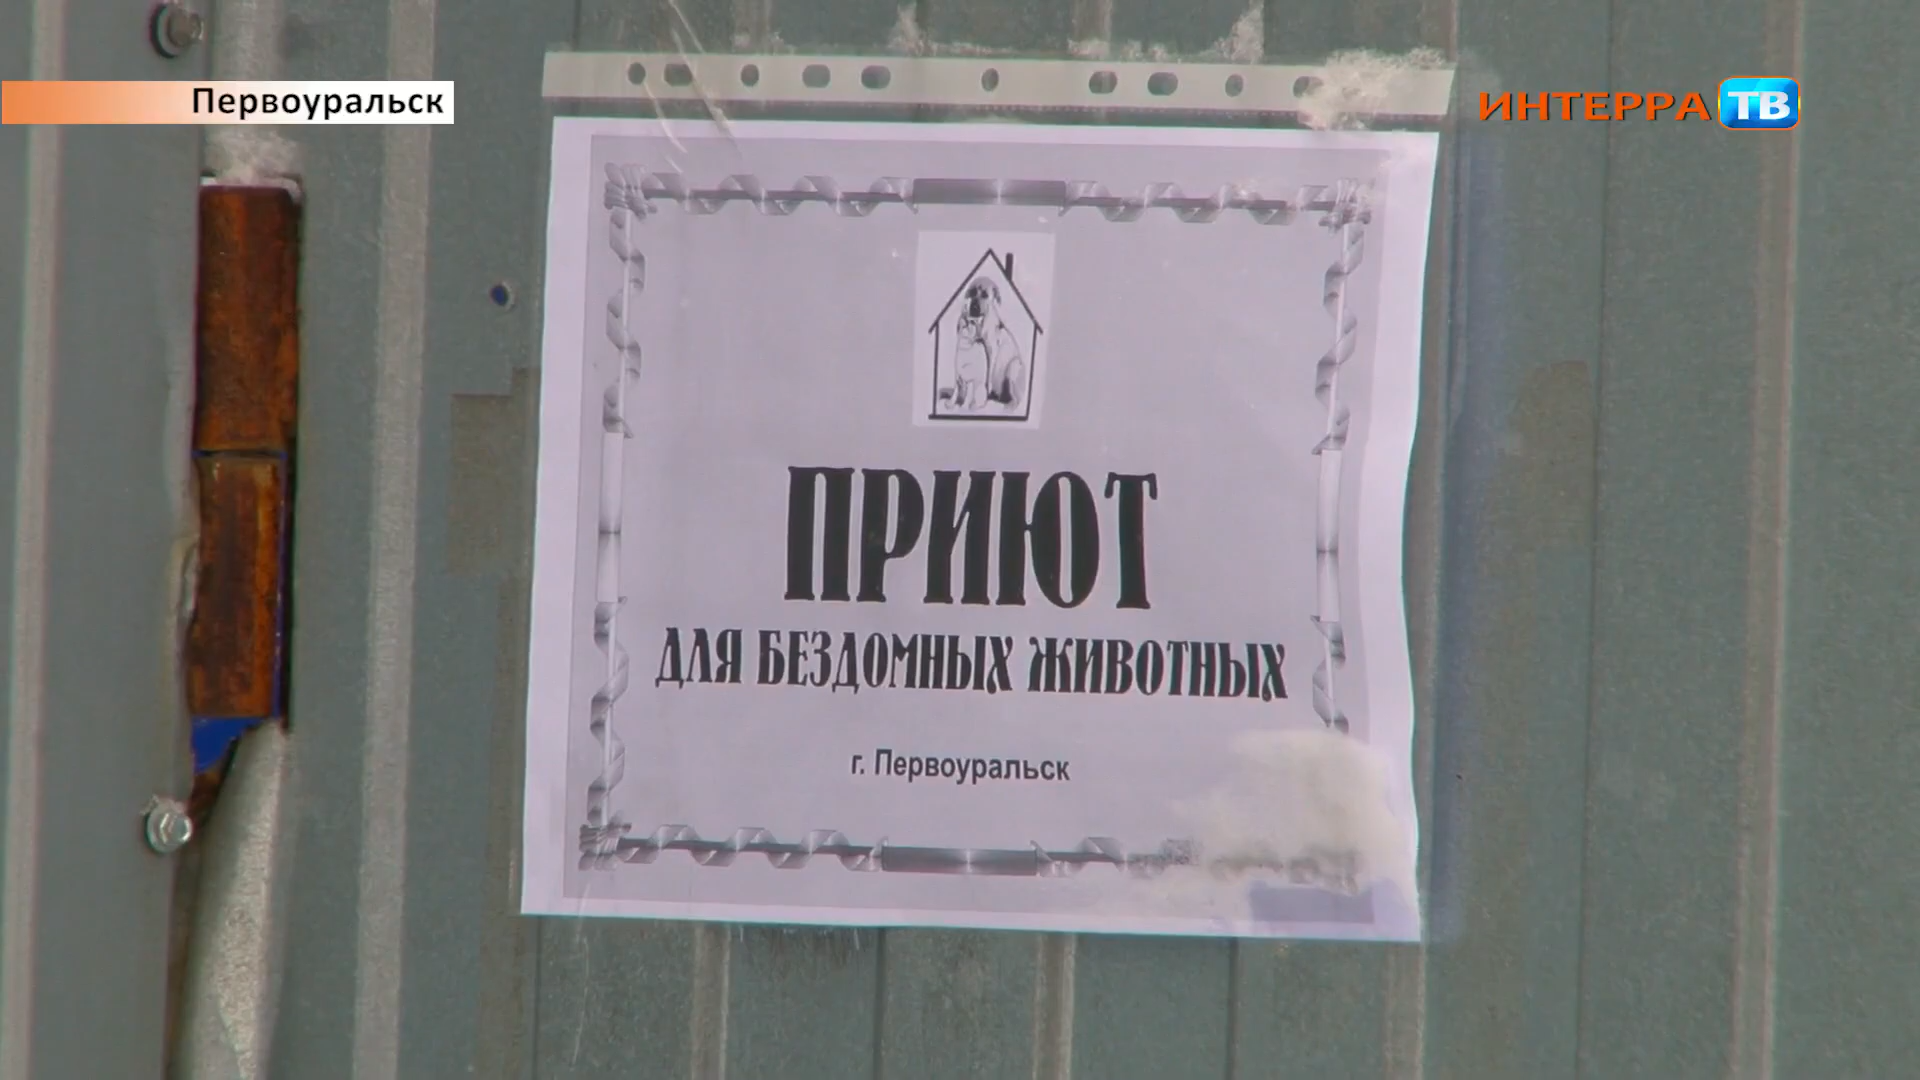 Первоуральск
ИНТЕРРА ТВ
ПРИЮТ
ДЛЯ БЕЗДОМНЫХ ЖИВОТНЫХ
г. Первоуральск